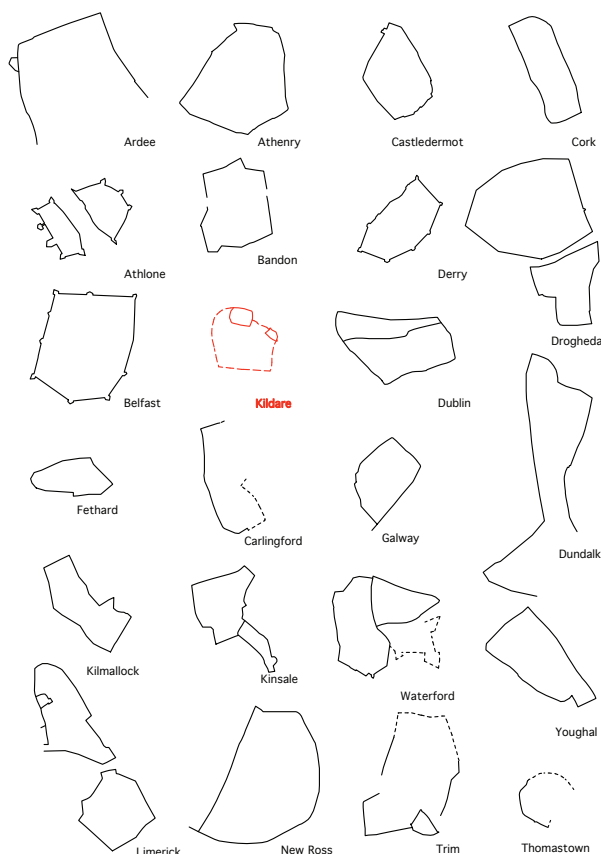 Ardee
Athenry
Castledermot
Cork
Athlone
Bandon
Derry
Drogheda
Belfast
Kildare
Dublin
Fethard
Carlingford
Galway
Dundalk
Kilmallock
Kinsale
Waterford
Youghal
Limerick
New Ross
Trim
Thomastown